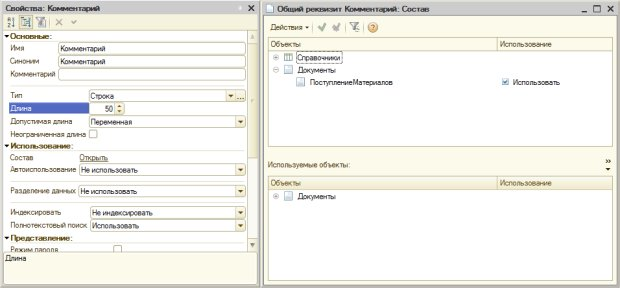 Свойства: Комментарий
Основные:
Имя Комментарий
Синоним Комментарий
Комментарий
Тип Строка
Длина 50
Допустимая длина Переменная
Неограниченная длина
Использование:
Состав Открыть
Автоиспользование Не использовать
Разделение данных Не использовать
Индексировать Не индексировать
Полнотекстовый поиск Использовать
Представление:
Режим пароля
Длина
Общий реквизит Комментарий: Состав
Действия
Объекты Использование
Справочники
Документы
ПоступлениеМатериалов Использовать
Используемые объекты:
Объекты Использование
Документы